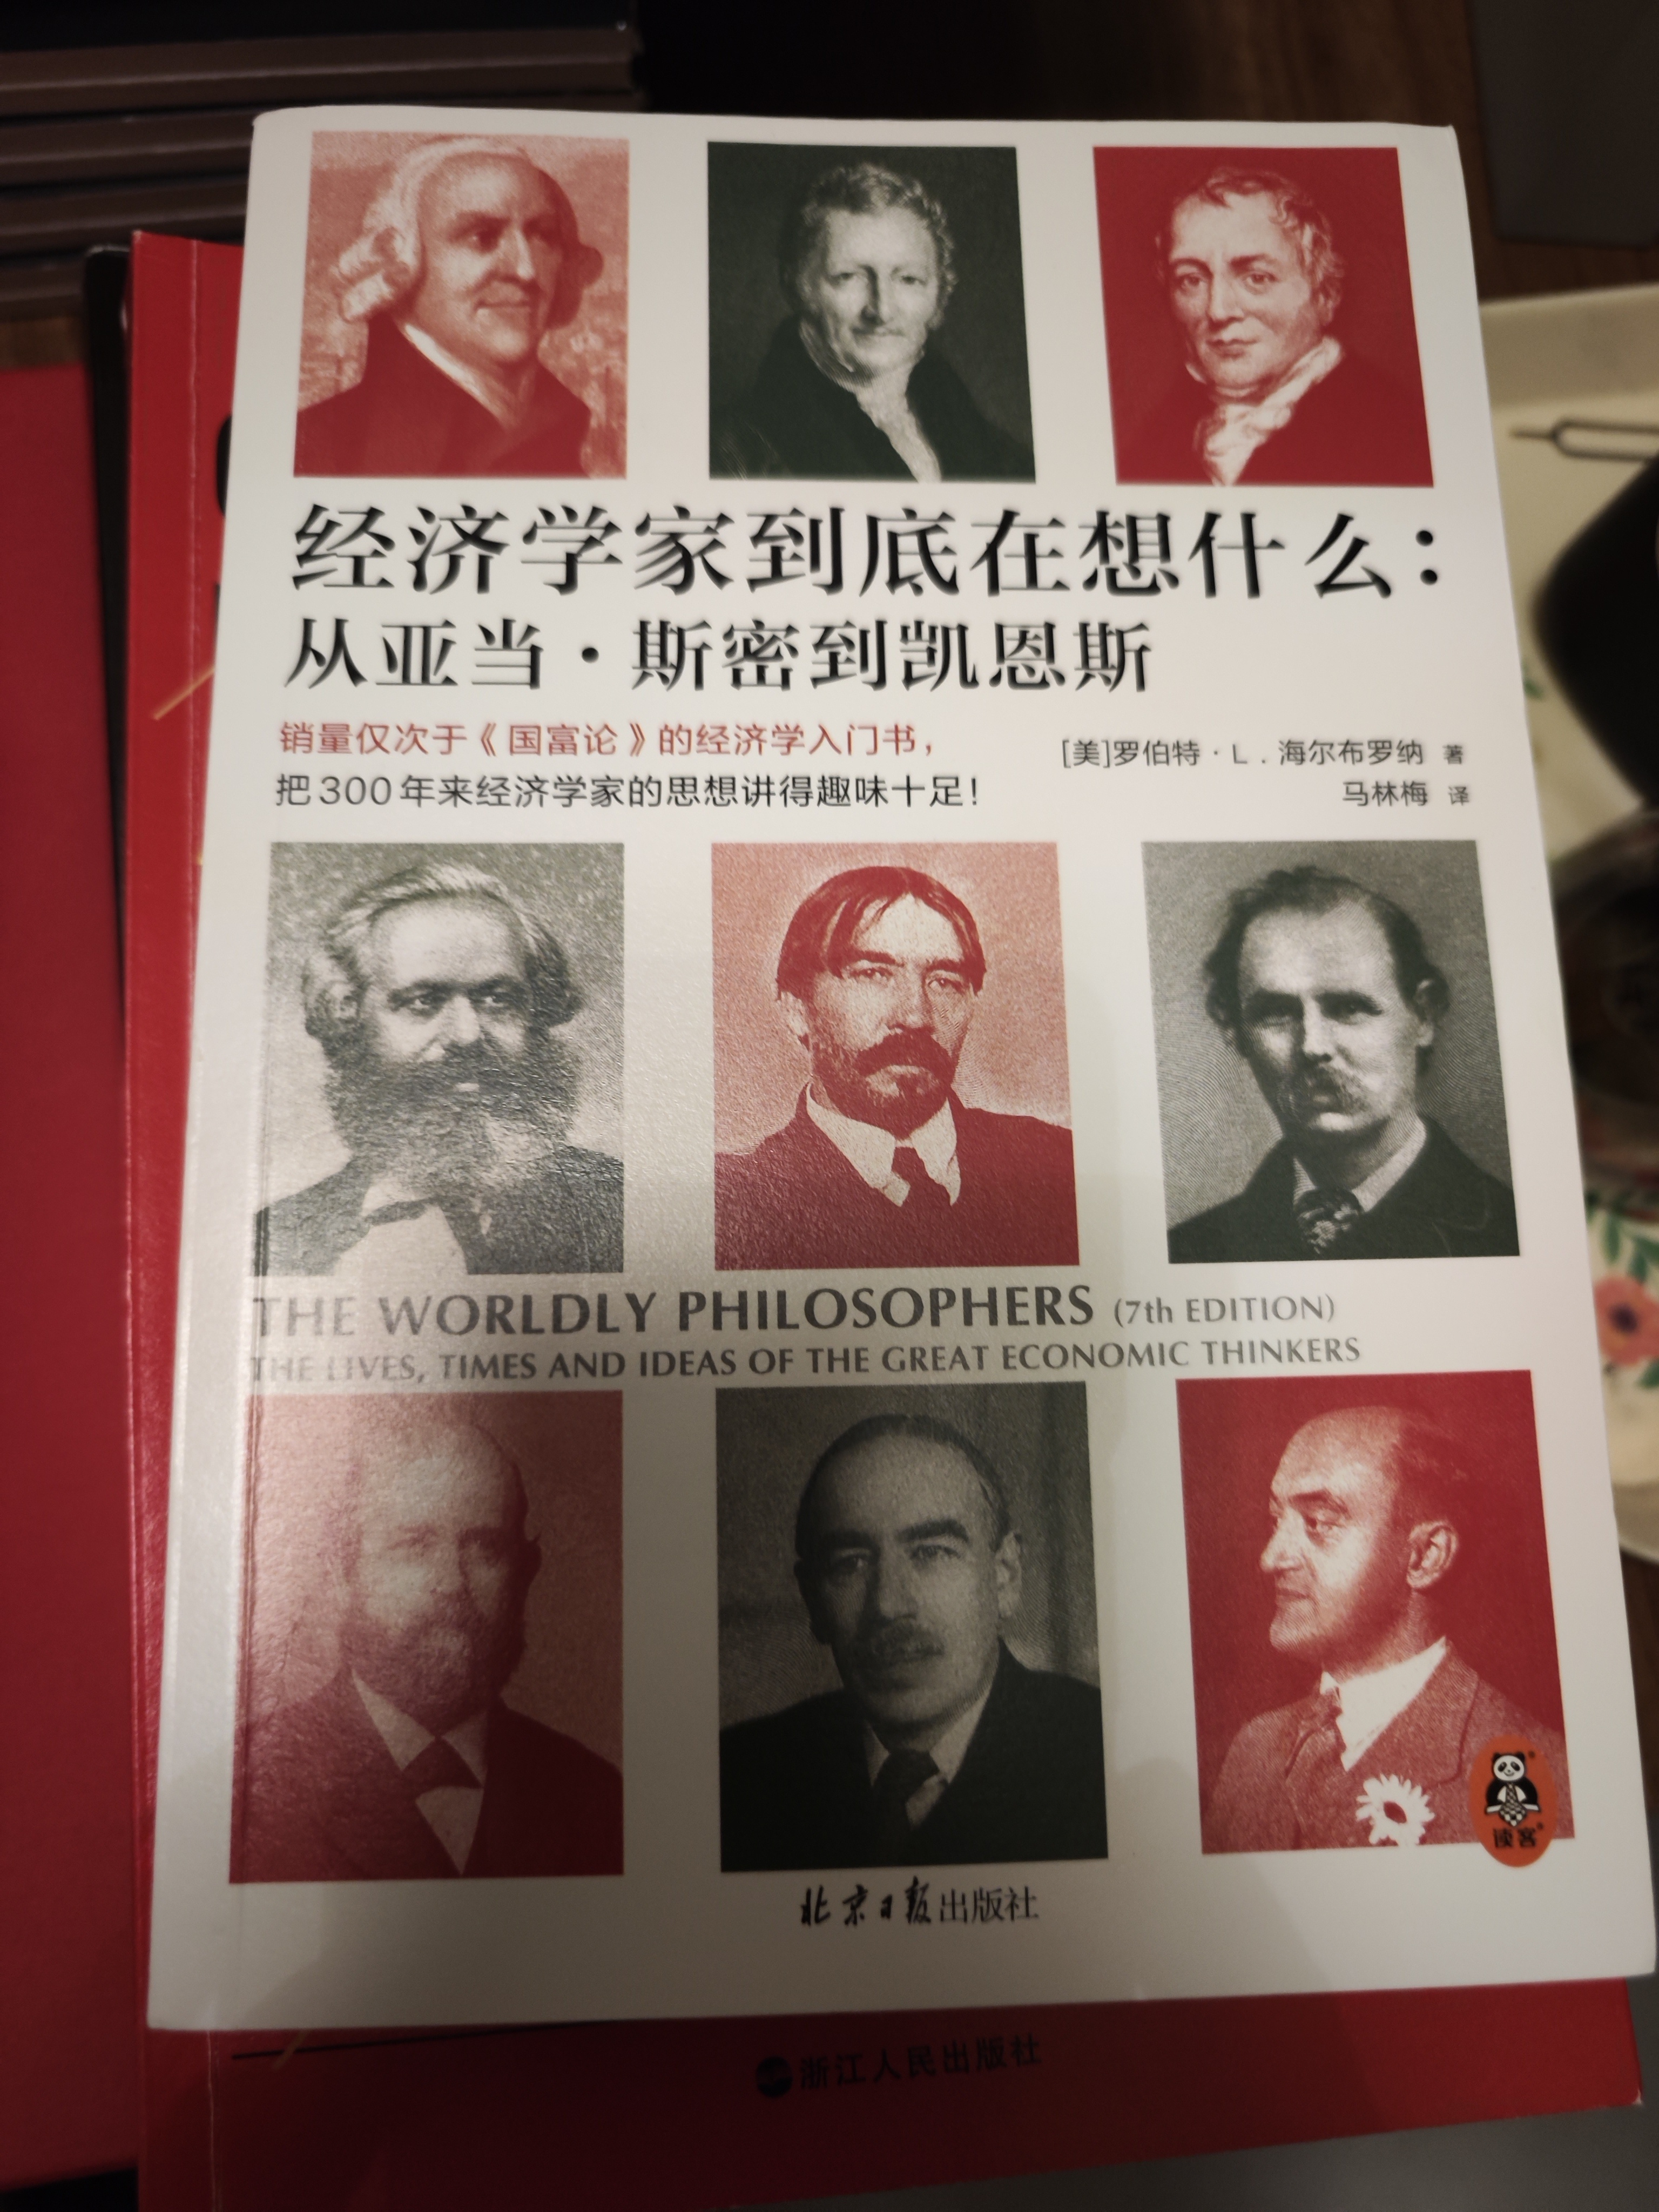 经济学家到底在想什么：
从亚当·斯密到凯恩斯
销量仅次于《国富论》的经济学入门书，
把300年来经济学家的思想讲得趣味十足！
[美]罗伯特·L.海尔布罗纳 著
马林梅 译
THE WORLDLY PHILOSOPHERS (7th EDITION)
THE LIVES, TIMES AND IDEAS OF THE GREAT ECONOMIC THINKERS
读客
北京日报出版社
浙江人民出版社